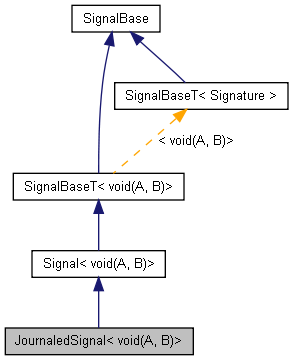 SignalBase
SignalBaseT< Signature >
< void(A, B)>
SignalBaseT< void(A, B)>
Signal< void(A, B)>
JournaledSignal< void(A, B)>